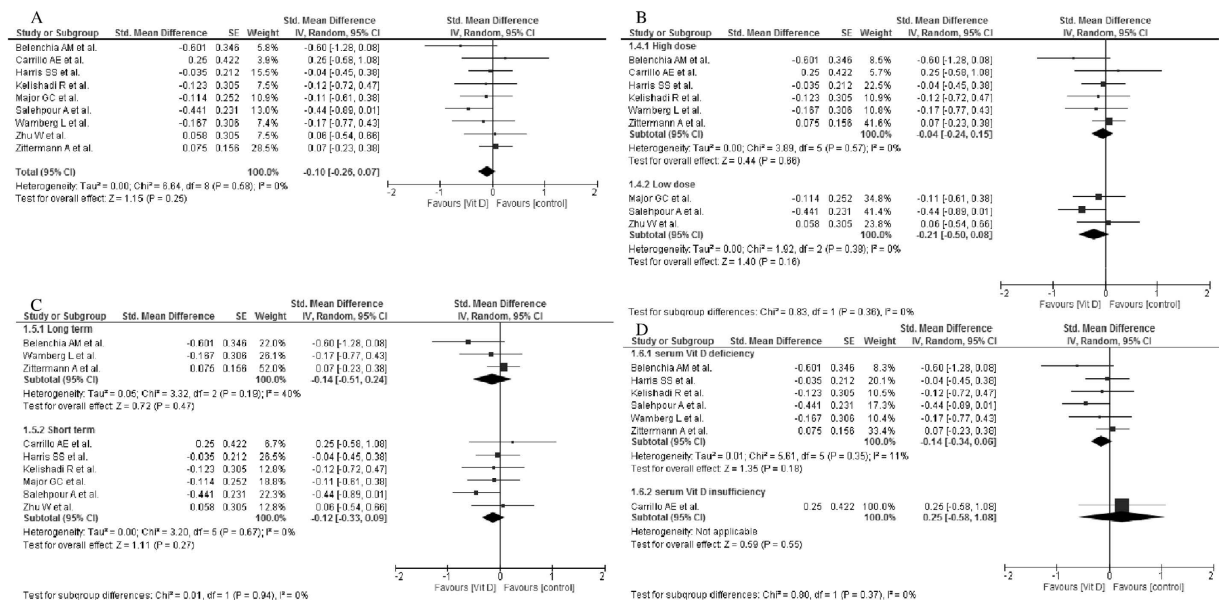 A
Std. Mean Difference Std. Mean Difference
Study or Subgroup Std. Mean Difference SE Weight IV, Random, 95% CI IV, Random, 95% CI
Belenchia AM et al. -0.601 0.346 5.8% -0.60 [-1.28, 0.08]
Carrillo AE et al. 0.25 0.422 3.9% 0.25 [-0.58, 1.08]
Harris SS et al. -0.035 0.212 15.5% -0.04 [-0.45, 0.38]
Kelishadi R et al. -0.123 0.305 7.5% -0.12 [-0.72, 0.47]
Major GC et al. -0.114 0.252 10.9% -0.11 [-0.61, 0.38]
Salehpour A et al. -0.441 0.231 13.0% -0.44 [-0.89, 0.01]
Wamberg L et al. -0.167 0.306 7.4% -0.17 [-0.77, 0.43]
Zhu W et al. 0.058 0.305 7.5% 0.06 [-0.54, 0.66]
Zittermann A et al. 0.075 0.156 28.5% 0.07 [-0.23, 0.38]
Total (95% CI) 100.0% -0.10 [-0.26, 0.07]
Heterogeneity: Tau² = 0.00; Chi² = 6.64, df = 8 (P = 0.58); I² = 0%
Test for overall effect: Z = 1.15 (P = 0.25)
-2 -1 0 1 2
Favours [Vit D] Favours [control]
B
Std. Mean Difference Std. Mean Difference
Study or Subgroup Std. Mean Difference SE Weight IV, Random, 95% CI IV, Random, 95% CI
1.4.1 High dose
Belenchia AM et al. -0.601 0.346 8.5% -0.60 [-1.28, 0.08]
Carrillo AE et al. 0.25 0.422 5.7% 0.25 [-0.58, 1.08]
Harris SS et al. -0.035 0.212 22.5% -0.04 [-0.45, 0.38]
Kelishadi R et al. -0.123 0.305 10.9% -0.12 [-0.72, 0.47]
Wamberg L et al. -0.167 0.306 10.8% -0.17 [-0.77, 0.43]
Zittermann A et al. 0.075 0.156 41.6% 0.07 [-0.23, 0.38]
Subtotal (95% CI) 100.0% -0.04 [-0.24, 0.15]
Heterogeneity: Tau² = 0.00; Chi² = 3.89, df = 5 (P = 0.57); I² = 0%
Test for overall effect: Z = 0.44 (P = 0.66)
1.4.2 Low dose
Major GC et al. -0.114 0.252 34.8% -0.11 [-0.61, 0.38]
Salehpour A et al. -0.441 0.231 41.4% -0.44 [-0.89, 0.01]
Zhu W et al. 0.058 0.305 23.8% 0.06 [-0.54, 0.66]
Subtotal (95% CI) 100.0% -0.21 [-0.50, 0.08]
Heterogeneity: Tau² = 0.00; Chi² = 1.92, df = 2 (P = 0.38); I² = 0%
Test for overall effect: Z = 1.40 (P = 0.16)
-2 -1 0 1 2
Favours [Vit D] Favours [control]
Test for subgroup differences: Chi² = 0.83, df = 1 (P = 0.36), I² = 0%
C
Std. Mean Difference Std. Mean Difference
Study or Subgroup Std. Mean Difference SE Weight IV, Random, 95% CI IV, Random, 95% CI
1.5.1 Long term
Belenchia AM et al. -0.601 0.346 22.0% -0.60 [-1.28, 0.08]
Wamberg L et al. -0.167 0.306 26.1% -0.17 [-0.77, 0.43]
Zittermann A et al. 0.075 0.156 52.0% 0.07 [-0.23, 0.38]
Subtotal (95% CI) 100.0% -0.14 [-0.51, 0.24]
Heterogeneity: Tau² = 0.05; Chi² = 3.32, df = 2 (P = 0.19); I² = 40%
Test for overall effect: Z = 0.72 (P = 0.47)
1.5.2 Short term
Carrillo AE et al. 0.25 0.422 6.7% 0.25 [-0.58, 1.08]
Harris SS et al. -0.035 0.212 26.5% -0.04 [-0.45, 0.38]
Kelishadi R et al. -0.123 0.305 12.8% -0.12 [-0.72, 0.47]
Major GC et al. -0.114 0.252 18.8% -0.11 [-0.61, 0.38]
Salehpour A et al. -0.441 0.231 22.3% -0.44 [-0.89, 0.01]
Zhu W et al. 0.058 0.305 12.8% 0.06 [-0.54, 0.66]
Subtotal (95% CI) 100.0% -0.12 [-0.33, 0.09]
Heterogeneity: Tau² = 0.00; Chi² = 3.20, df = 5 (P = 0.67); I² = 0%
Test for overall effect: Z = 1.11 (P = 0.27)
-2 -1 0 1 2
Favours [Vit D] Favours [control]
Test for subgroup differences: Chi² = 0.01, df = 1 (P = 0.94), I² = 0%
D
Std. Mean Difference Std. Mean Difference
Study or Subgroup Std. Mean Difference SE Weight IV, Random, 95% CI IV, Random, 95% CI
1.6.1 serum Vit D deficiency
Belenchia AM et al. -0.601 0.346 8.3% -0.60 [-1.28, 0.08]
Harris SS et al. -0.035 0.212 20.1% -0.04 [-0.45, 0.38]
Kelishadi R et al. -0.123 0.305 10.5% -0.12 [-0.72, 0.47]
Salehpour A et al. -0.441 0.231 17.3% -0.44 [-0.89, 0.01]
Wamberg L et al. -0.167 0.306 10.4% -0.17 [-0.77, 0.43]
Zittermann A et al. 0.075 0.156 33.4% 0.07 [-0.23, 0.38]
Subtotal (95% CI) 100.0% -0.14 [-0.34, 0.06]
Heterogeneity: Tau² = 0.01; Chi² = 5.61, df = 5 (P = 0.35); I² = 11%
Test for overall effect: Z = 1.35 (P = 0.18)
1.6.2 serum Vit D insufficiency
Carrillo AE et al. 0.25 0.422 100.0% 0.25 [-0.58, 1.08]
Subtotal (95% CI) 100.0% 0.25 [-0.58, 1.08]
Heterogeneity: Not applicable
Test for overall effect: Z = 0.59 (P = 0.55)
-2 -1 0 1 2
Favours [Vit D] Favours [control]
Test for subgroup differences: Chi² = 0.80, df = 1 (P = 0.37), I² = 0%